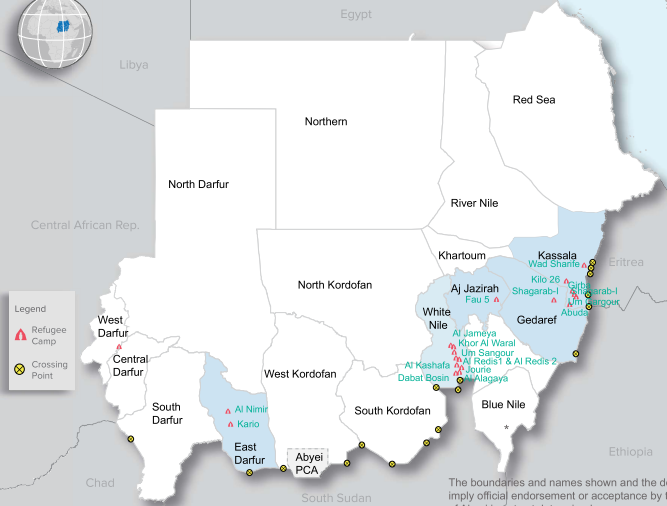 Egypt
Libya
Red Sea
Northern
North Darfur
River Nile
Central African Rep.
Khartoum
Kassala
Wad Sharife
Eritrea
Kilo 26
Girba
North Kordofan
Aj Jazirah
Shagarab-I
Shagarab-I
Fau 5
Um Gargour
Legend
Refugee
Camp
Crossing
Point
White
Nile
Gedaref
Abuda
West
Darfur
Al Jameya
Khor Al Waral
Um Sangour
Central
Darfur
West Kordofan
Al Kashafa
Al Redis1 & Al Redis 2
Jourie
Dabat Bosin
Al Alagaya
South
Darfur
Al Nimir
Kario
South Kordofan
Blue Nile
*
East
Darfur
Abyei
PCA
Ethiopia
Chad
South Sudan
The boundaries and names shown and the de
imply official endorsement or acceptance by t